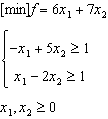 [min]f = 6x₁ + 7x₂
{ −x₁ + 5x₂ ≥ 1
x₁ − 2x₂ ≥ 1
x₁, x₂ ≥ 0